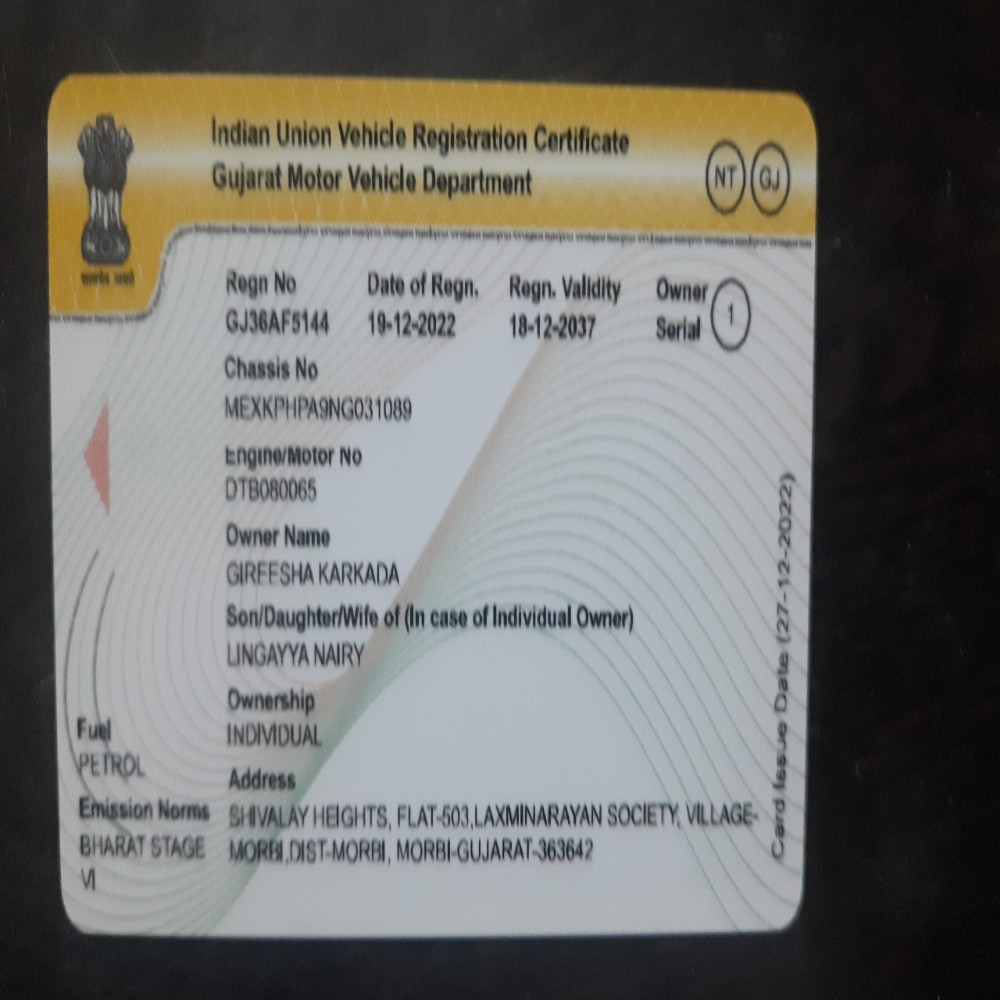 Indian Union Vehicle Registration Certificate
Gujarat Motor Vehicle Department
NT GJ
Regn No Date of Regn. Regn. Validity Owner Serial 1
GJ36AF5144 19-12-2022 18-12-2037
Chassis No
MEXKPHPA9NG031089
Engine/Motor No
DTB080065
Owner Name
GIREESHA KARKADA
Son/Daughter/Wife of (In case of Individual Owner)
LINGAYYA NAIRY
Ownership
INDIVIDUAL
Address
SHIVALAY HEIGHTS, FLAT-503,LAXMINARAYAN SOCIETY, VILLAGE-
MORBI,DIST-MORBI, MORBI-GUJARAT-363642
Fuel
PETROL
Emission Norms
BHARAT STAGE
VI
Card Issue Date (27-12-2022)